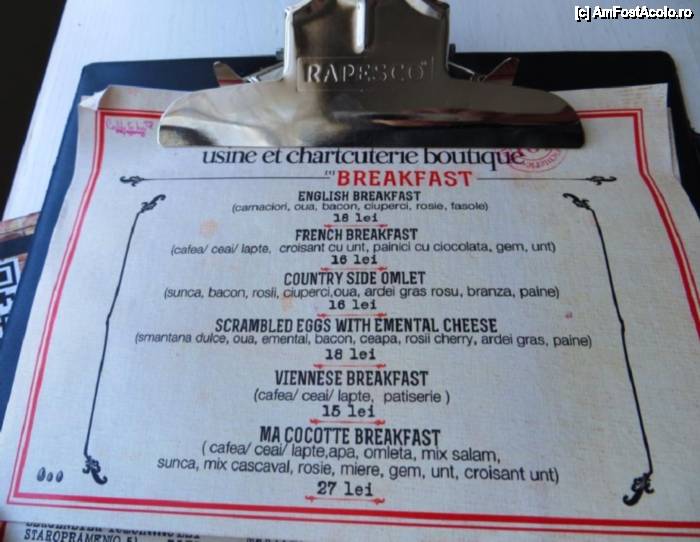 [c] AmFostAcolo.ro
RAPESCO
usine et chartcuterie boutique
BREAKFAST
ENGLISH BREAKFAST
(carnaciori, oua, bacon, ciuperci, rosie, fasole)
18 lei
FRENCH BREAKFAST
(cafea/ ceai/ lapte, croisant cu unt, painici cu ciocolata, gem, unt)
16 lei
COUNTRY SIDE OMLET
(sunca, bacon, rosii, ciuperci,oua, ardei gras rosu, branza, paine)
16 lei
SCRAMBLED EGGS WITH EMENTAL CHEESE
(smantana dulce, oua, emental, bacon, ceapa, rosii cherry, ardei gras, paine)
18 lei
VIENNESE BREAKFAST
(cafea/ ceai/ lapte, patiserie )
15 lei
MA COCOTTE BREAKFAST
( cafea/ ceai/ lapte,apa, omleta, mix salam,
sunca, mix cascaval, rosie, miere, gem, unt, croisant unt)
27 lei